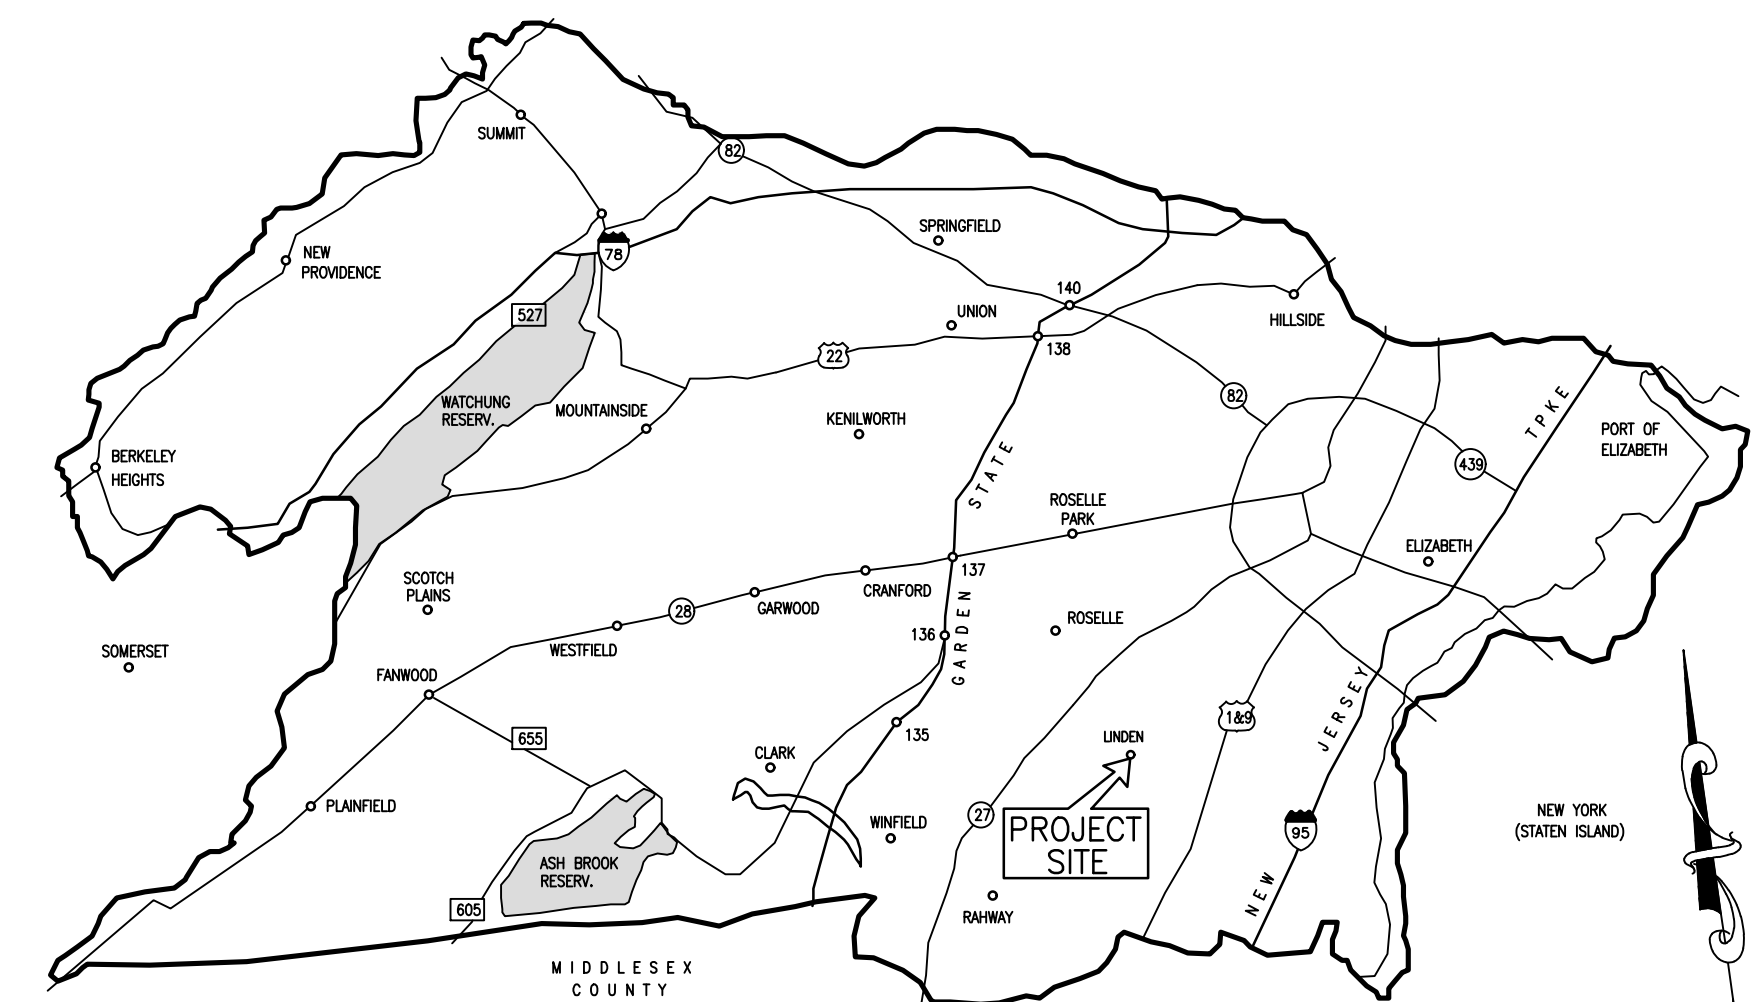 SUMMIT
82
SPRINGFIELD
78
NEW
PROVIDENCE
140
527
UNION
HILLSIDE
138
22
82
WATCHUNG
RESERV.
MOUNTAINSIDE
KENILWORTH
TPKE
PORT OF
ELIZABETH
BERKELEY
HEIGHTS
439
STATE
ROSELLE
PARK
ELIZABETH
137
SCOTCH
PLAINS
CRANFORD
28
GARWOOD
GARDEN
ROSELLE
136
SOMERSET
WESTFIELD
FANWOOD
JERSEY
1&9
655
135
LINDEN
CLARK
PLAINFIELD
27
WINFIELD
PROJECT
SITE
95
NEW YORK
(STATEN ISLAND)
ASH BROOK
RESERV.
NEW
605
RAHWAY
MIDDLESEX
COUNTY